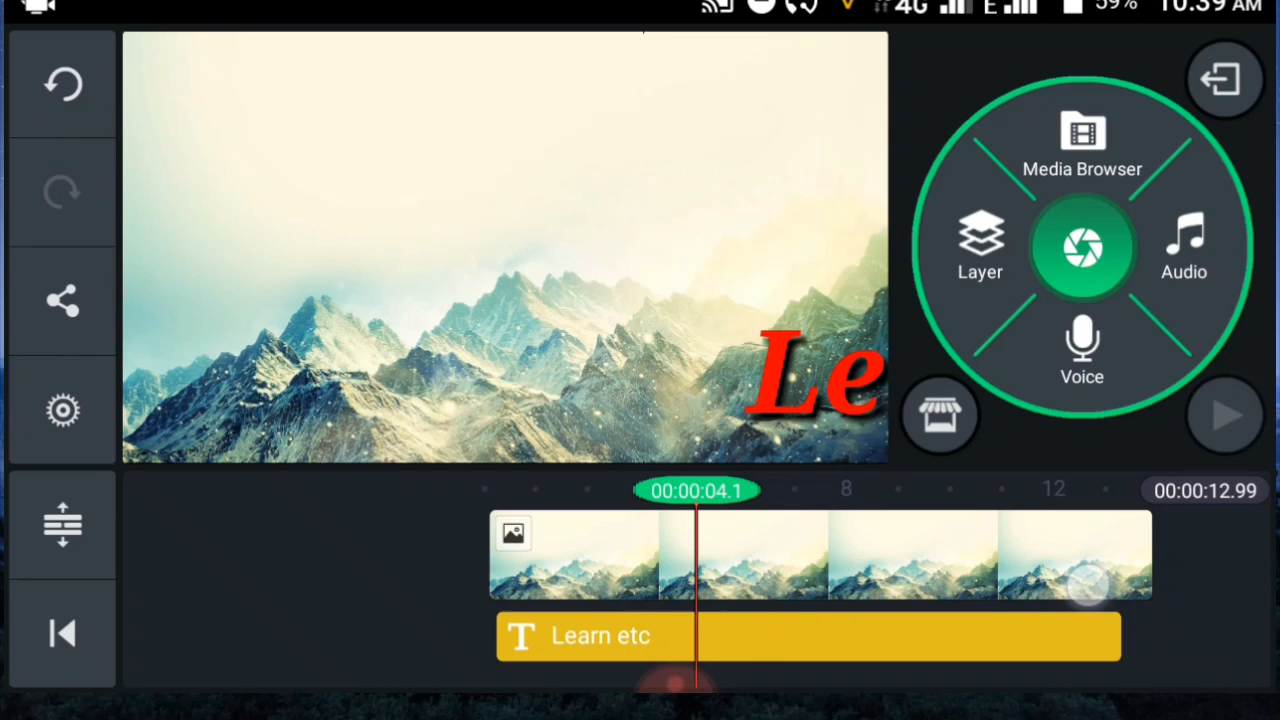 4G E 59% 10:39 AM
Media Browser
Layer
Audio
Voice
Le
00:00:04.1
8
12
00:00:12.99
T Learn etc